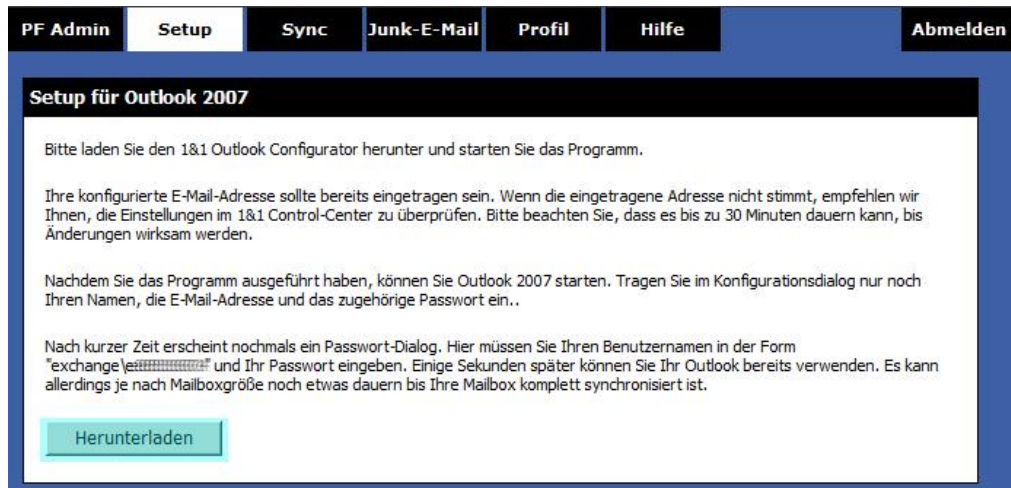 PF Admin Setup Sync Junk-E-Mail Profil Hilfe Abmelden
Setup für Outlook 2007
Bitte laden Sie den 1&1 Outlook Configurator herunter und starten Sie das Programm.
Ihre konfigurierte E-Mail-Adresse sollte bereits eingetragen sein. Wenn die eingetragene Adresse nicht stimmt, empfehlen wir
Ihnen, die Einstellungen im 1&1 Control-Center zu überprüfen. Bitte beachten Sie, dass es bis zu 30 Minuten dauern kann, bis
Änderungen wirksam werden.
Nachdem Sie das Programm ausgeführt haben, können Sie Outlook 2007 starten. Tragen Sie im Konfigurationsdialog nur noch
Ihren Namen, die E-Mail-Adresse und das zugehörige Passwort ein..
Nach kurzer Zeit erscheint nochmals ein Passwort-Dialog. Hier müssen Sie Ihren Benutzernamen in der Form
"exchange\e" und Ihr Passwort eingeben. Einige Sekunden später können Sie Ihr Outlook bereits verwenden. Es kann
allerdings je nach Mailboxgröße noch etwas dauern bis Ihre Mailbox komplett synchronisiert ist.
Herunterladen